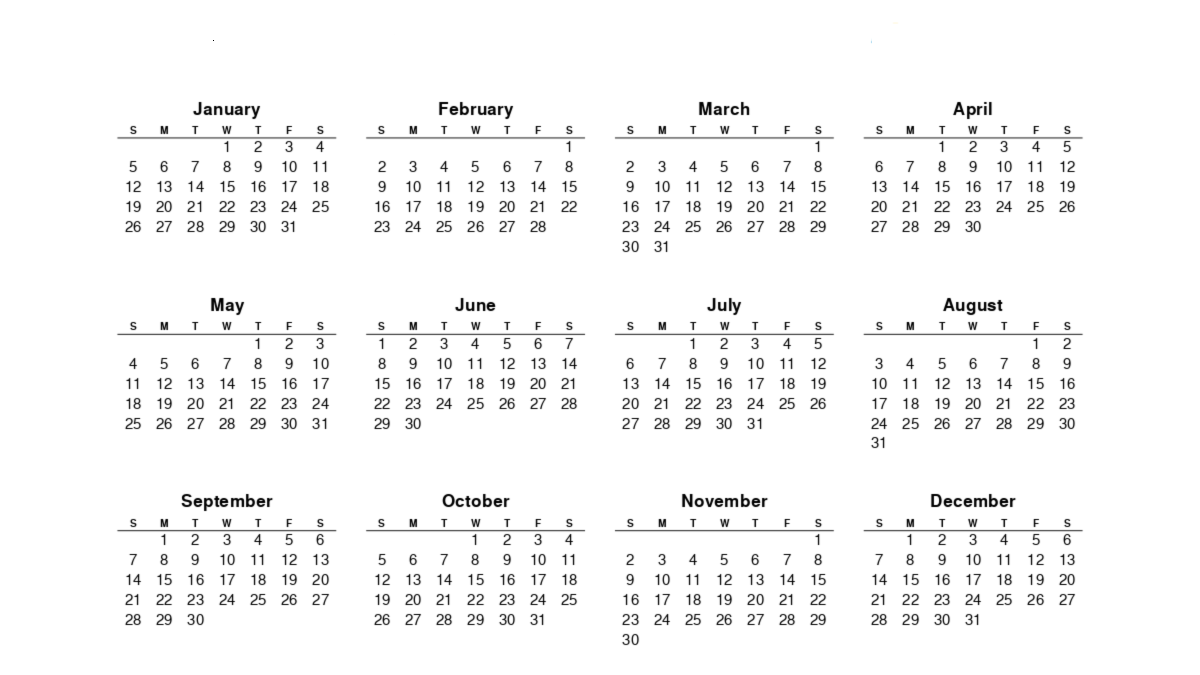 January February March April
S M T W T F S S M T W T F S S M T W T F S S M T W T F S
1 2 3 4 1 1 1 2 3 4 5
5 6 7 8 9 10 11 2 3 4 5 6 7 8 2 3 4 5 6 7 8 6 7 8 9 10 11 12
12 13 14 15 16 17 18 9 10 11 12 13 14 15 9 10 11 12 13 14 15 13 14 15 16 17 18 19
19 20 21 22 23 24 25 16 17 18 19 20 21 22 16 17 18 19 20 21 22 20 21 22 23 24 25 26
26 27 28 29 30 31 23 24 25 26 27 28 23 24 25 26 27 28 29 27 28 29 30
30 31
May June July August
S M T W T F S S M T W T F S S M T W T F S S M T W T F S
1 2 3 1 2 3 4 5 6 7 1 2 3 4 5 1 2
4 5 6 7 8 9 10 8 9 10 11 12 13 14 6 7 8 9 10 11 12 3 4 5 6 7 8 9
11 12 13 14 15 16 17 15 16 17 18 19 20 21 13 14 15 16 17 18 19 10 11 12 13 14 15 16
18 19 20 21 22 23 24 22 23 24 25 26 27 28 20 21 22 23 24 25 26 17 18 19 20 21 22 23
25 26 27 28 29 30 31 29 30 27 28 29 30 31 24 25 26 27 28 29 30
31
September October November December
S M T W T F S S M T W T F S S M T W T F S S M T W T F S
1 2 3 4 5 6 1 2 3 4 1 1 2 3 4 5 6
7 8 9 10 11 12 13 5 6 7 8 9 10 11 2 3 4 5 6 7 8 7 8 9 10 11 12 13
14 15 16 17 18 19 20 12 13 14 15 16 17 18 9 10 11 12 13 14 15 14 15 16 17 18 19 20
21 22 23 24 25 26 27 19 20 21 22 23 24 25 16 17 18 19 20 21 22 21 22 23 24 25 26 27
28 29 30 26 27 28 29 30 31 23 24 25 26 27 28 29 28 29 30 31
30